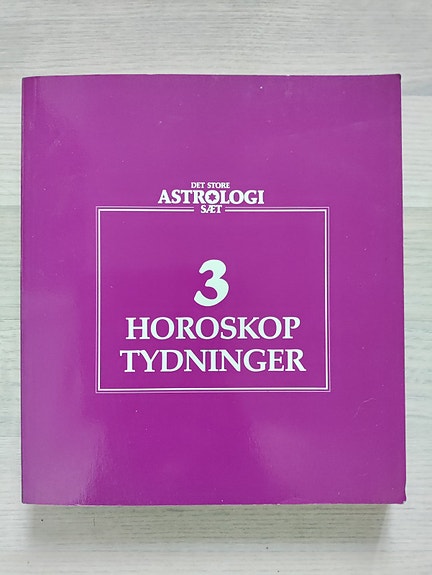 DET STORE
ASTROLOGI
SÆT
3
HOROSKOP
TYDNINGER